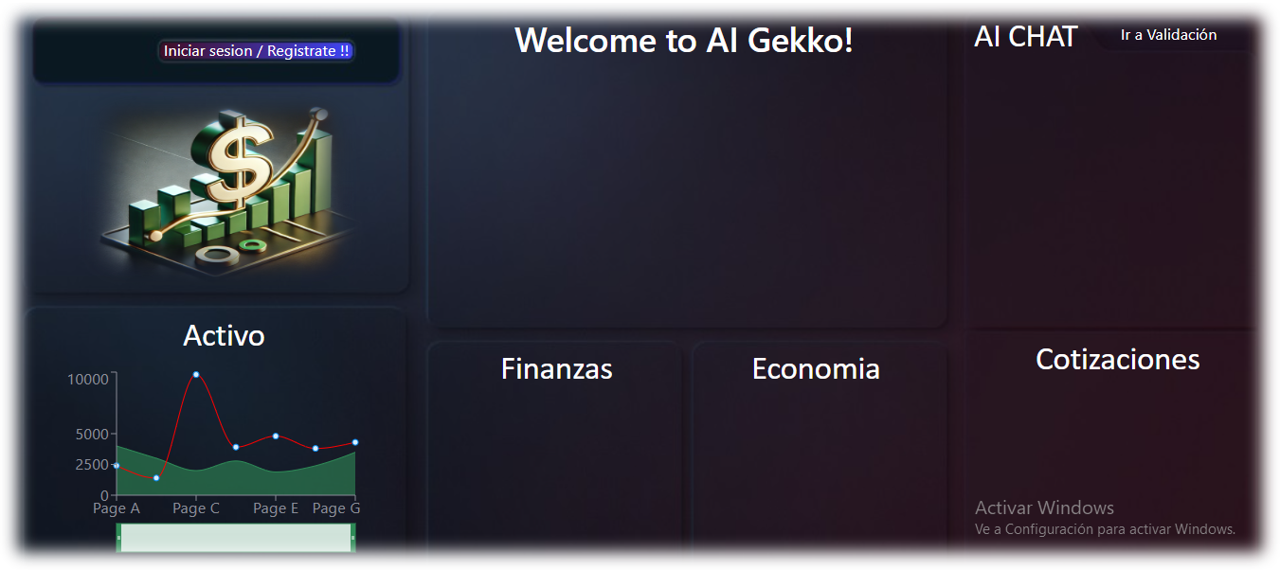 Iniciar sesion / Registrate !!
Welcome to AI Gekko!
AI CHAT
Ir a Validación
$
Activo
10000
5000
2500
0
Page A
Page C
Page E
Page G
Finanzas
Economia
Cotizaciones
Activar Windows
Ve a Configuración para activar Windows.